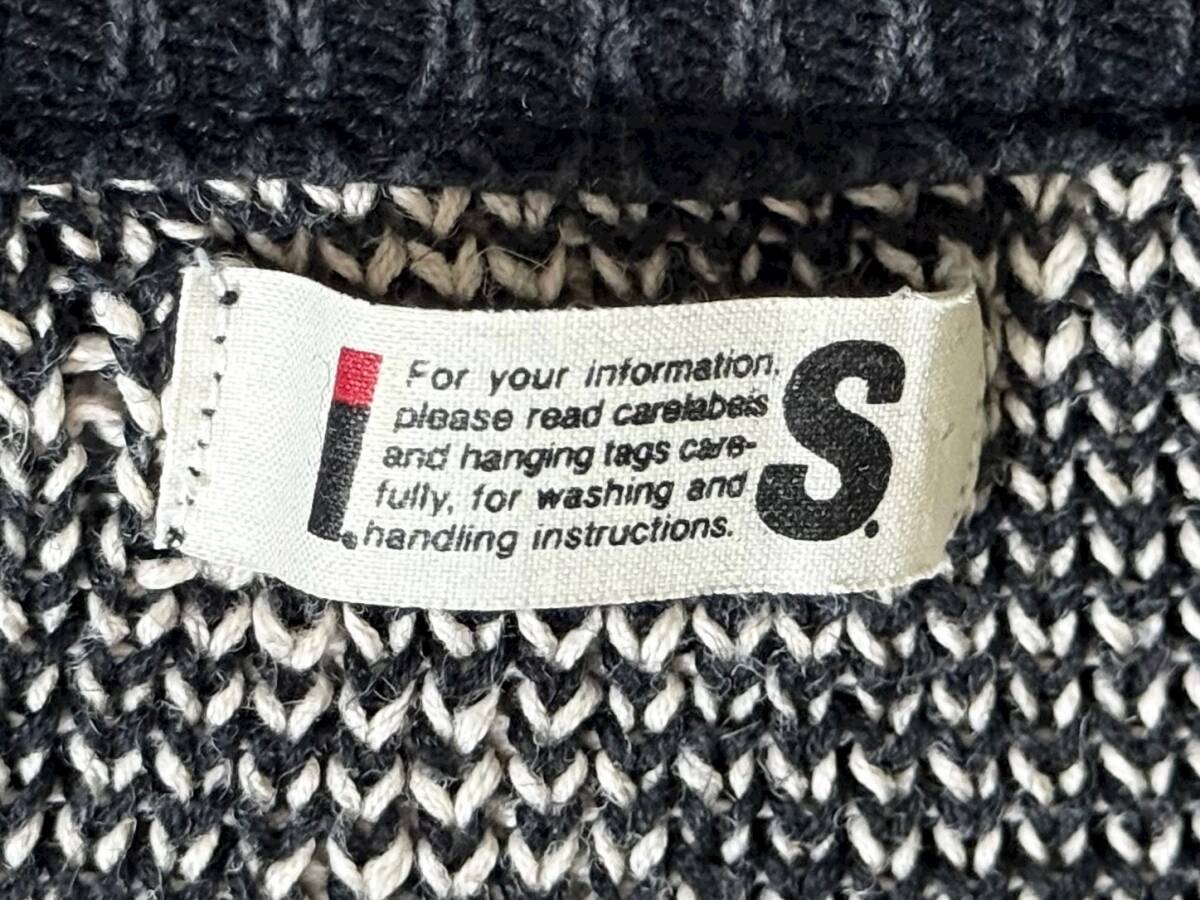 I. S.
For your information,
please read carelabels
and hanging tags care-
fully, for washing and
handling instructions.